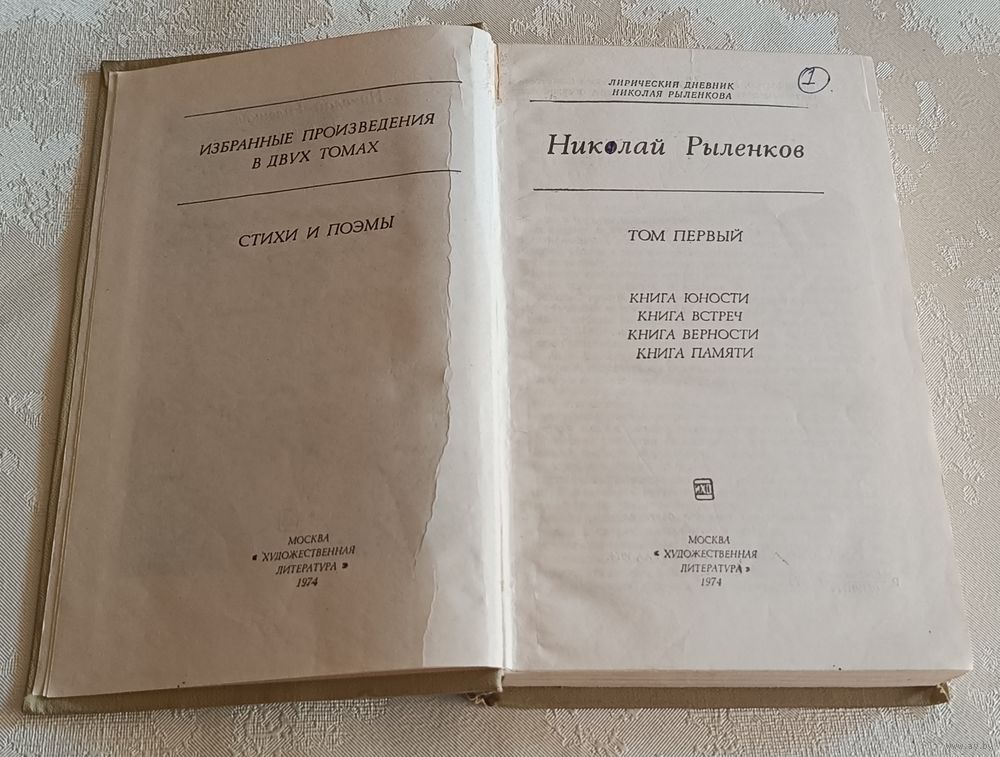 ИЗБРАННЫЕ ПРОИЗВЕДЕНИЯ
В ДВУХ ТОМАХ
СТИХИ И ПОЭМЫ
МОСКВА
«ХУДОЖЕСТВЕННАЯ
ЛИТЕРАТУРА»
1974
ЛИРИЧЕСКИЙ ДНЕВНИК
НИКОЛАЯ РЫЛЕНКОВА
1
Николай Рыленков
ТОМ ПЕРВЫЙ
КНИГА ЮНОСТИ
КНИГА ВСТРЕЧ
КНИГА ВЕРНОСТИ
КНИГА ПАМЯТИ
МОСКВА
«ХУДОЖЕСТВЕННАЯ
ЛИТЕРАТУРА»
1974